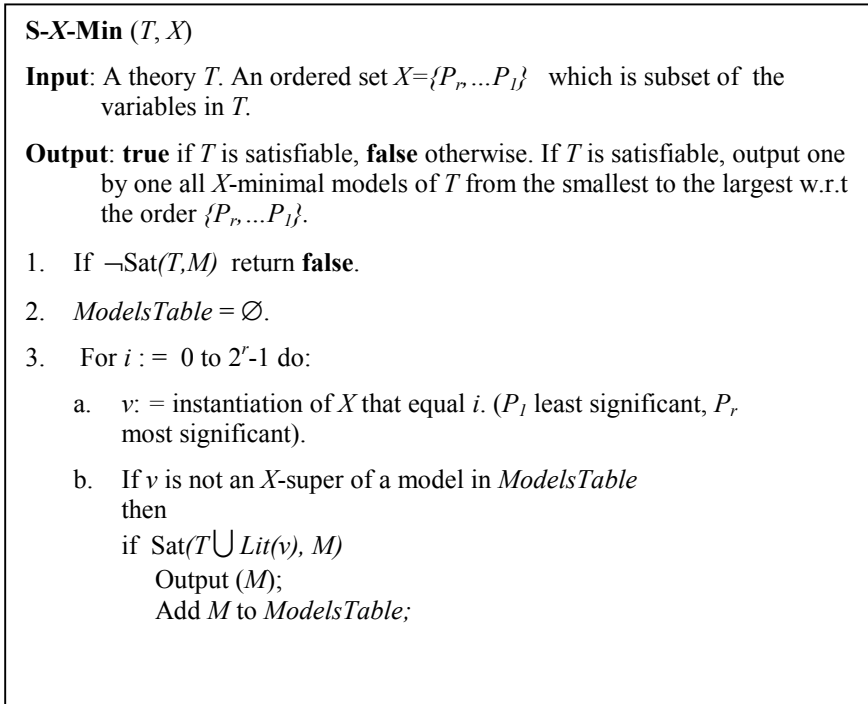 S-X-Min (T, X)
Input: A theory T. An ordered set X={Pr,...P1} which is subset of the
variables in T.
Output: true if T is satisfiable, false otherwise. If T is satisfiable, output one
by one all X-minimal models of T from the smallest to the largest w.r.t
the order {Pr,...P1}.
1. If ¬Sat(T,M) return false.
2. ModelsTable = ∅.
3. For i : = 0 to 2^r-1 do:
a. v: = instantiation of X that equal i. (P1 least significant, Pr
most significant).
b. If v is not an X-super of a model in ModelsTable
then
if Sat(T⋃ Lit(v), M)
Output (M);
Add M to ModelsTable;